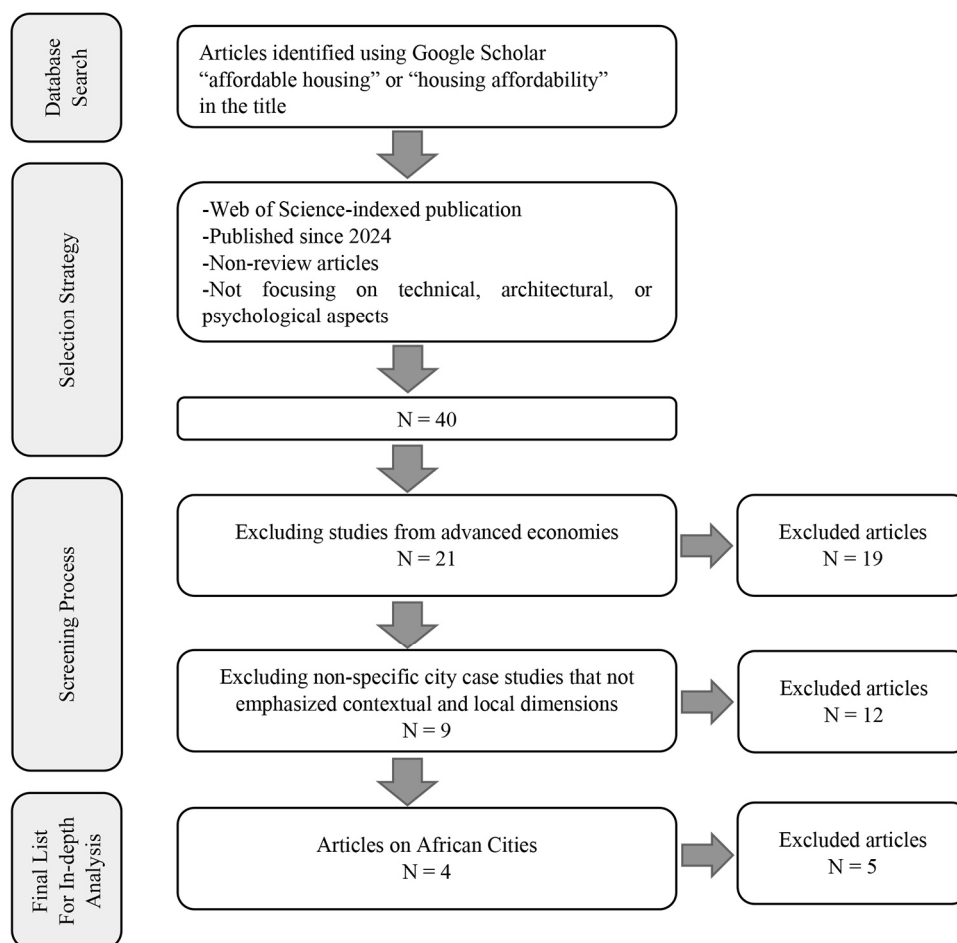 Database
Search
Articles identified using Google Scholar
“affordable housing” or “housing affordability”
in the title
Selection Strategy
-Web of Science-indexed publication
-Published since 2024
-Non-review articles
-Not focusing on technical, architectural, or
psychological aspects
N = 40
Screening Process
Excluding studies from advanced economies
N = 21
Excluded articles
N = 19
Excluding non-specific city case studies that not
emphasized contextual and local dimensions
N = 9
Excluded articles
N = 12
Final List
For In-depth
Analysis
Articles on African Cities
N = 4
Excluded articles
N = 5